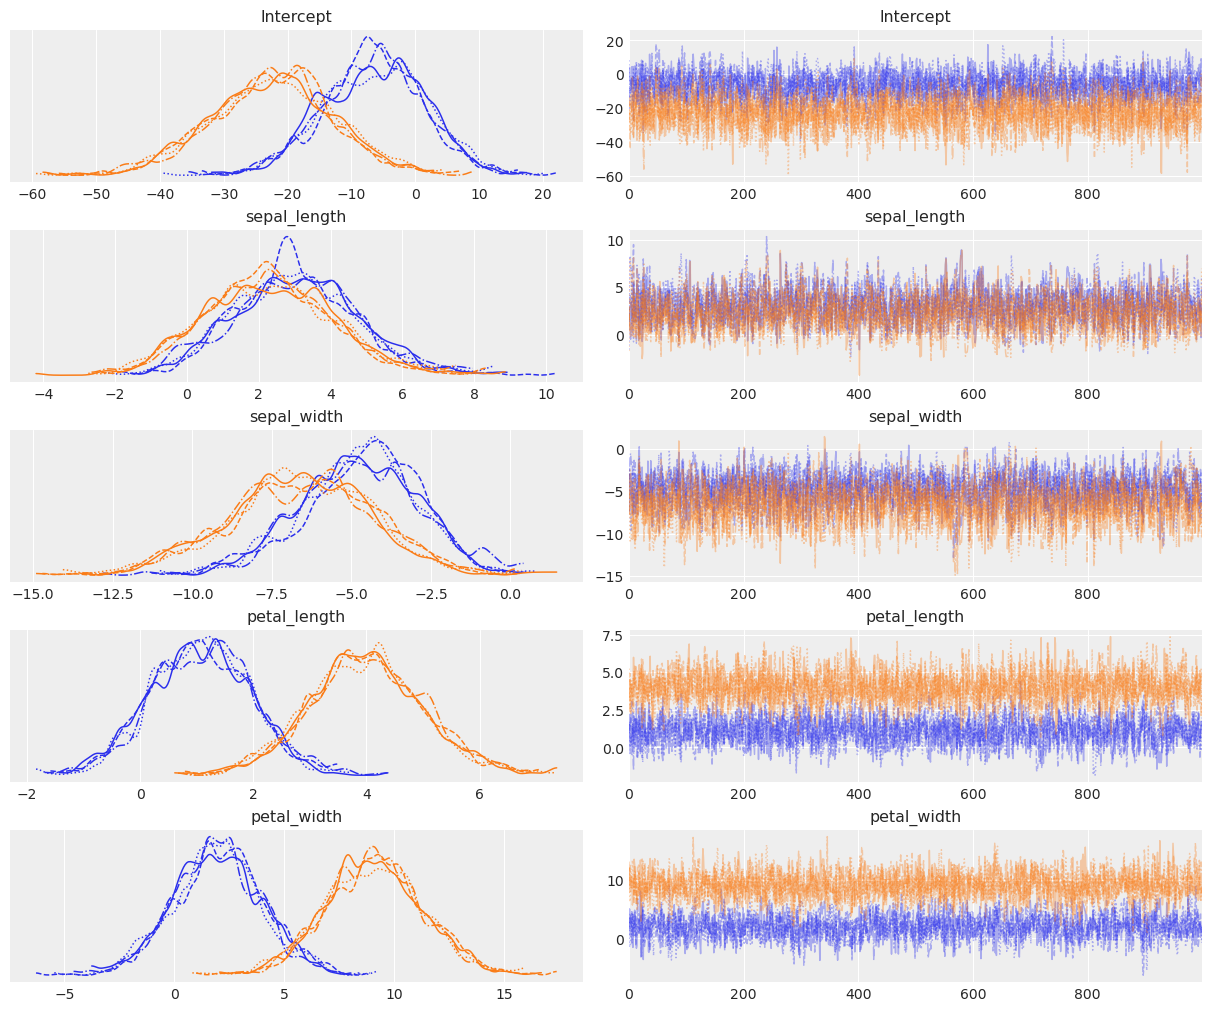 Intercept
Intercept
20
0
−20
−40
−60
−60 −50 −40 −30 −20 −10 0 10 20
0 200 400 600 800
sepal_length
sepal_length
10
5
0
−4 −2 0 2 4 6 8 10
0 200 400 600 800
sepal_width
sepal_width
0
−5
−10
−15
−15.0 −12.5 −10.0 −7.5 −5.0 −2.5 0.0
0 200 400 600 800
petal_length
petal_length
7.5
5.0
2.5
0.0
−2 0 2 4 6
0 200 400 600 800
petal_width
petal_width
10
0
−5 0 5 10 15
0 200 400 600 800